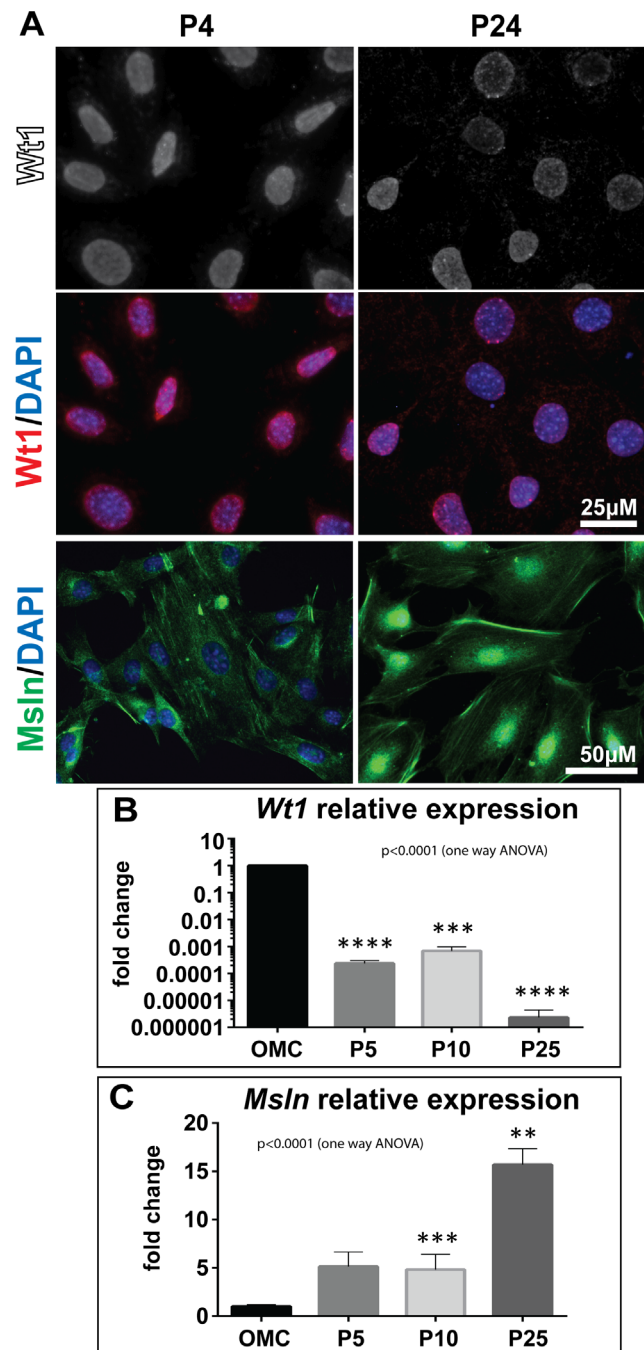 A
P4
P24
Wt1
Wt1/DAPI
25µM
Msln/DAPI
50µM
B
Wt1 relative expression
p<0.0001 (one way ANOVA)
fold change
1
0.1
0.01
0.001
0.0001
0.00001
0.000001
****
***
****
OMC P5 P10 P25
C
Msln relative expression
p<0.0001 (one way ANOVA)
fold change
20
15
10
5
0
***
**
OMC P5 P10 P25